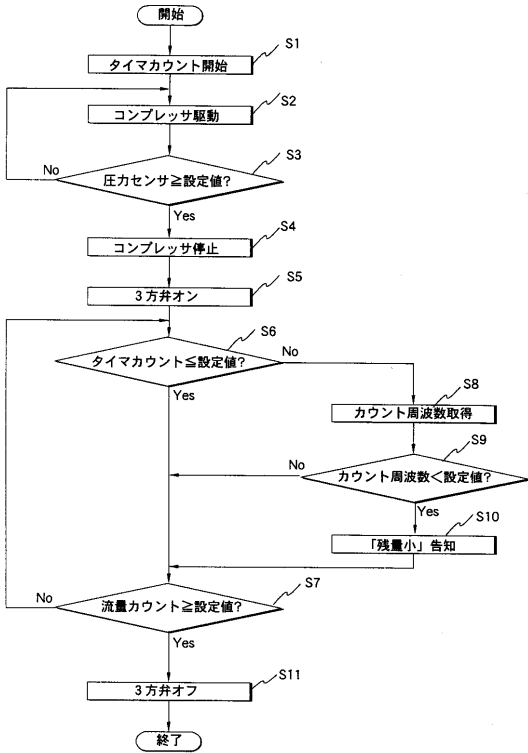 開始
S1
タイマカウント開始
S2
コンプレッサ駆動
S3
No
圧力センサ≧設定値?
Yes
S4
コンプレッサ停止
S5
3方弁オン
S6
タイマカウント≦設定値?
No
Yes
S8
カウント周波数取得
S9
No
カウント周波数<設定値?
Yes
S10
「残量小」告知
S7
No
流量カウント≧設定値?
Yes
S11
3方弁オフ
終了